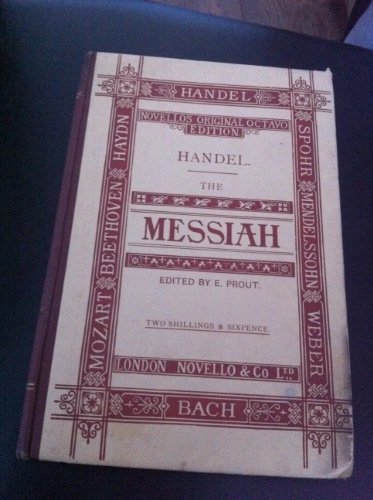 HANDEL
NOVELLO'S ORIGINAL OCTAVO
EDITION
HANDEL.
THE
MESSIAH
EDITED BY E. PROUT.
TWO SHILLINGS & SIXPENCE
LONDON NOVELLO & Co LTD.
BACH
MOZART BEETHOVEN HAYDN
SPOHR MENDELSSOHN WEBER